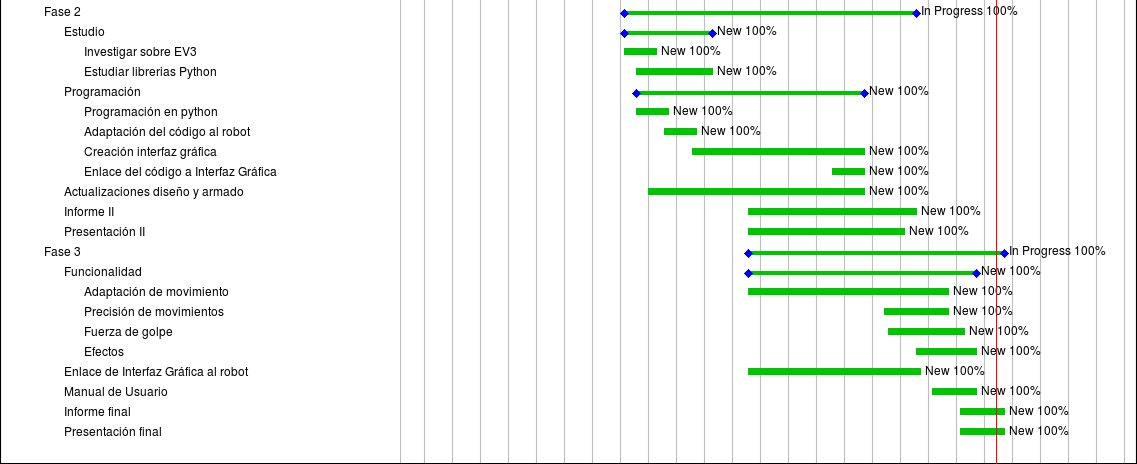 Fase 2 In Progress 100%
Estudio New 100%
Investigar sobre EV3 New 100%
Estudiar librerias Python New 100%
Programación New 100%
Programación en python New 100%
Adaptación del código al robot New 100%
Creación interfaz gráfica New 100%
Enlace del código a Interfaz Gráfica New 100%
Actualizaciones diseño y armado New 100%
Informe II New 100%
Presentación II New 100%
Fase 3 In Progress 100%
Funcionalidad New 100%
Adaptación de movimiento New 100%
Precisión de movimientos New 100%
Fuerza de golpe New 100%
Efectos New 100%
Enlace de Interfaz Gráfica al robot New 100%
Manual de Usuario New 100%
Informe final New 100%
Presentación final New 100%